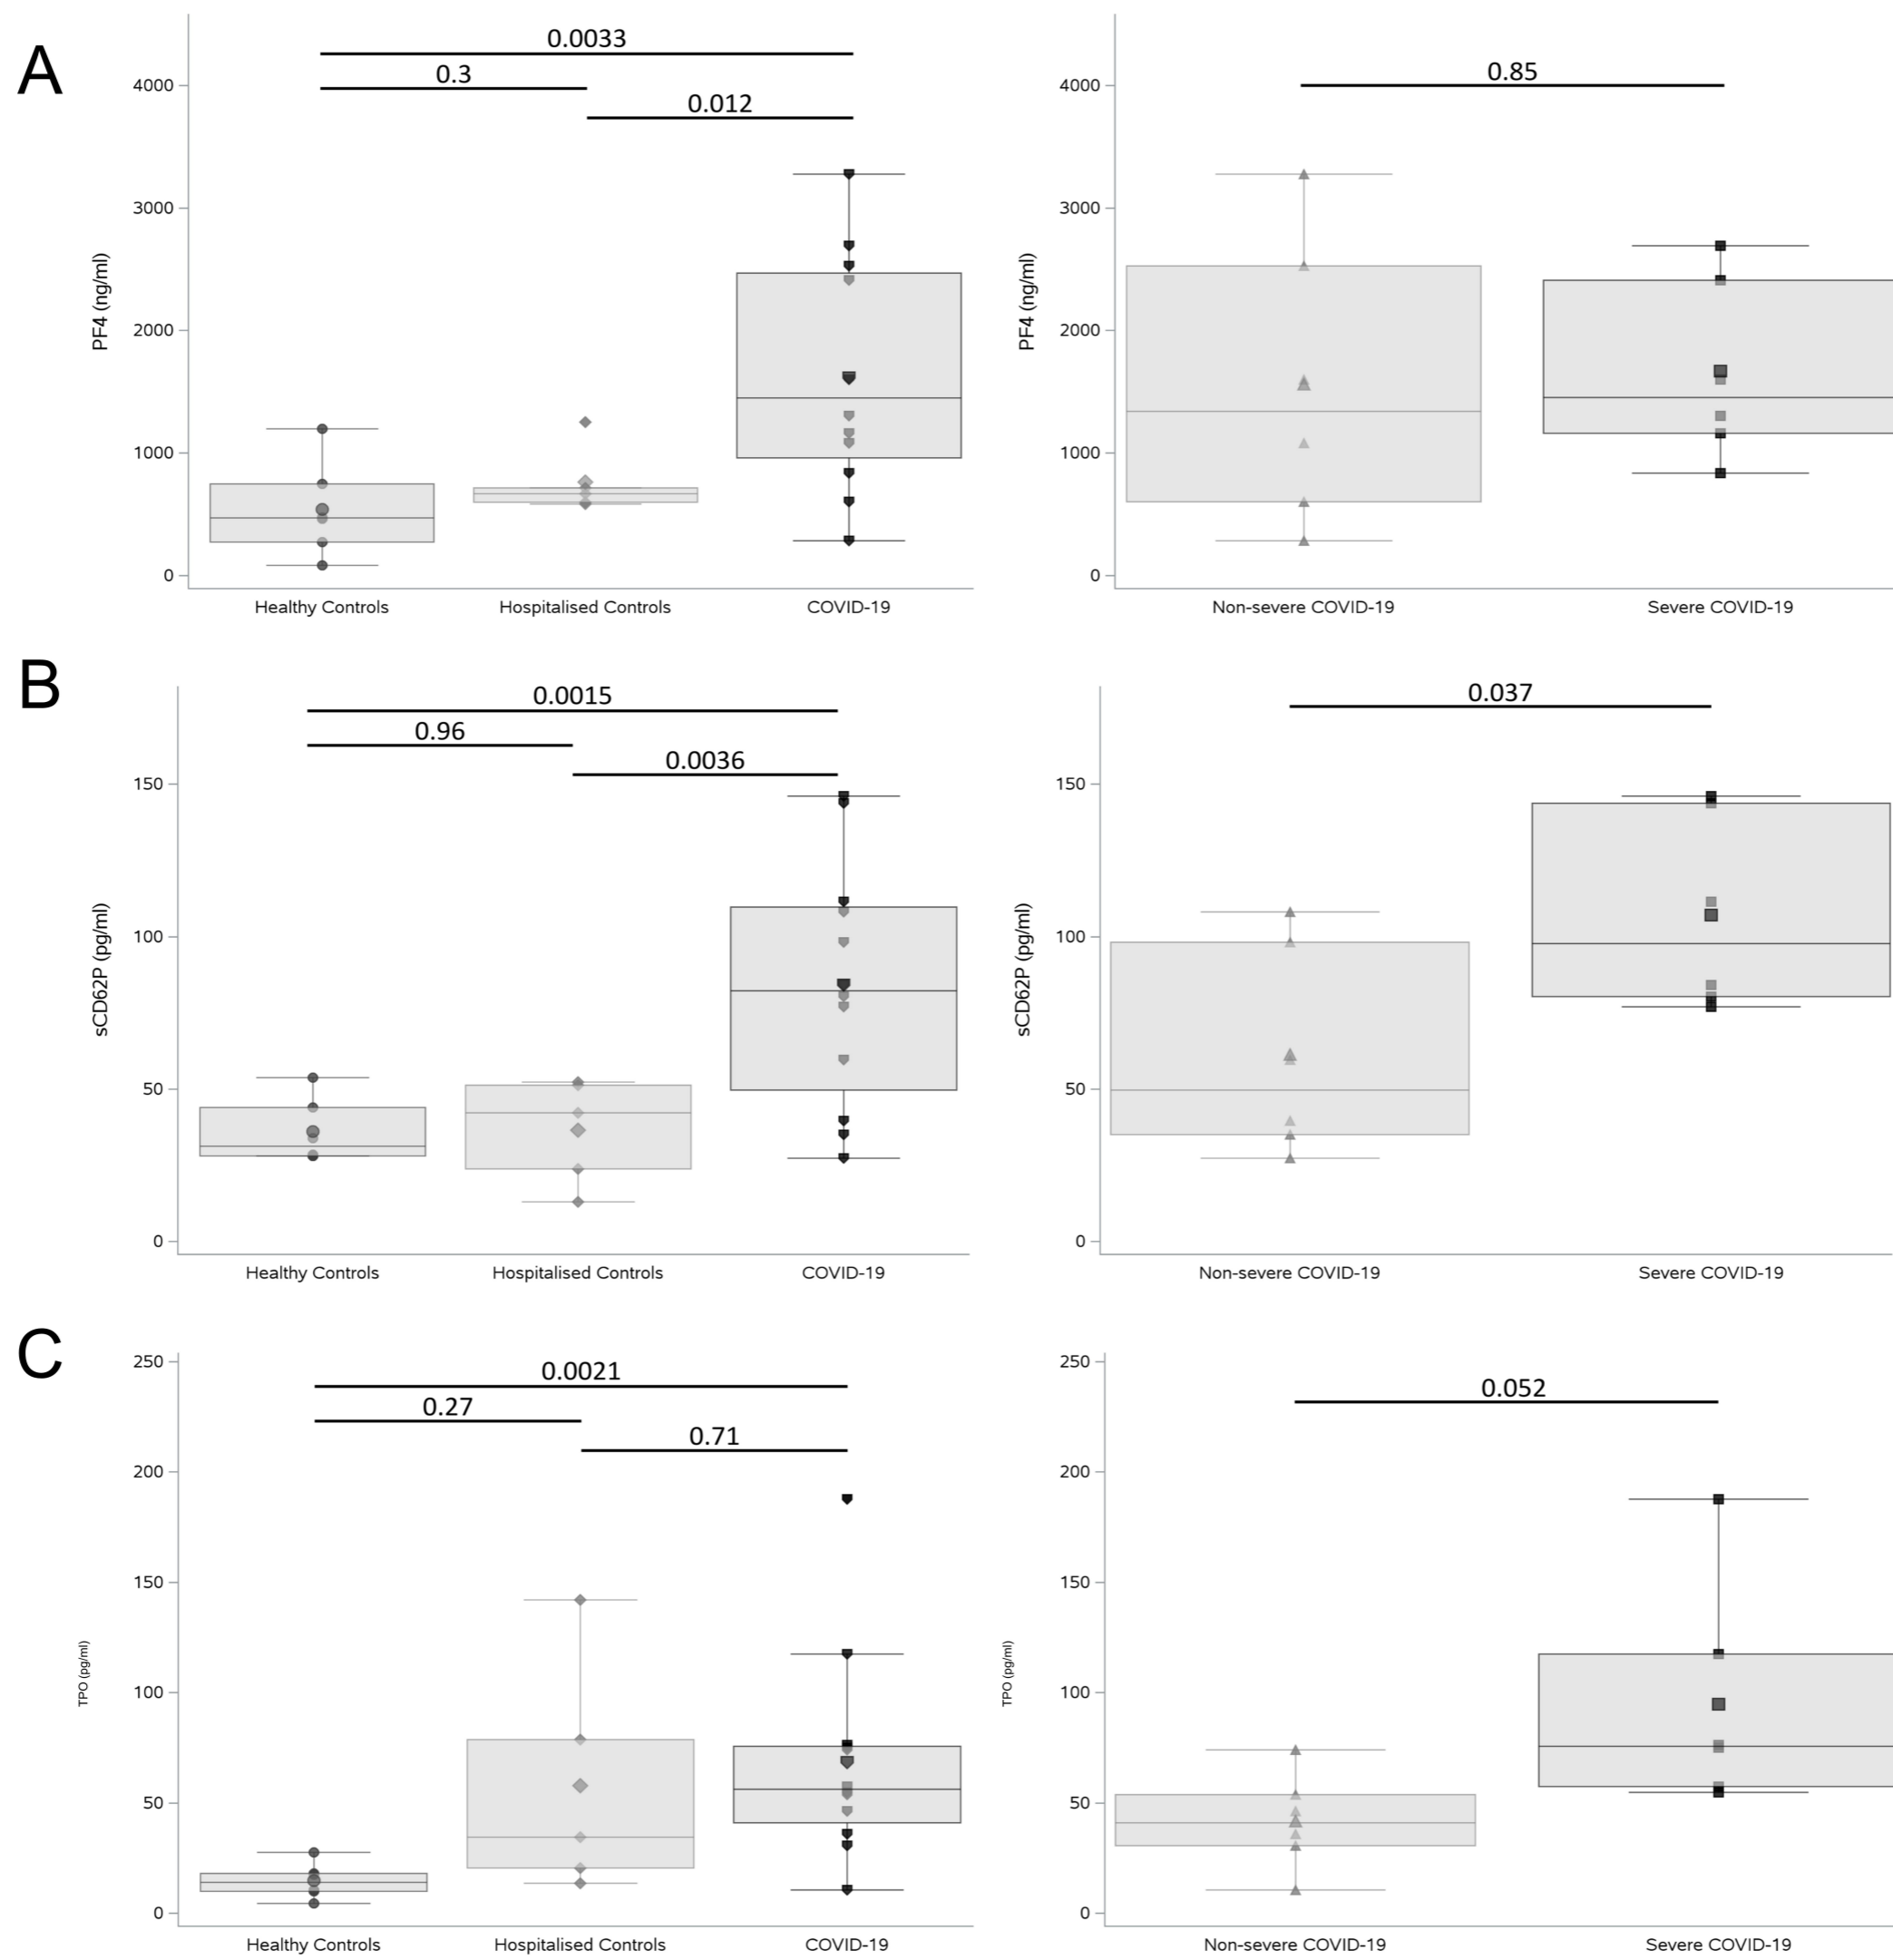 A
0.0033
0.3
0.012
4000
3000
2000
1000
0
PF4 (ng/ml)
Healthy Controls
Hospitalised Controls
COVID-19
0.85
4000
3000
2000
1000
0
PF4 (ng/ml)
Non-severe COVID-19
Severe COVID-19
B
0.0015
0.96
0.0036
150
100
50
0
sCD62P (pg/ml)
Healthy Controls
Hospitalised Controls
COVID-19
0.037
150
100
50
0
sCD62P (pg/ml)
Non-severe COVID-19
Severe COVID-19
C
0.0021
0.27
0.71
250
200
150
100
50
0
TPO (pg/ml)
Healthy Controls
Hospitalised Controls
COVID-19
0.052
250
200
150
100
50
0
TPO (pg/ml)
Non-severe COVID-19
Severe COVID-19